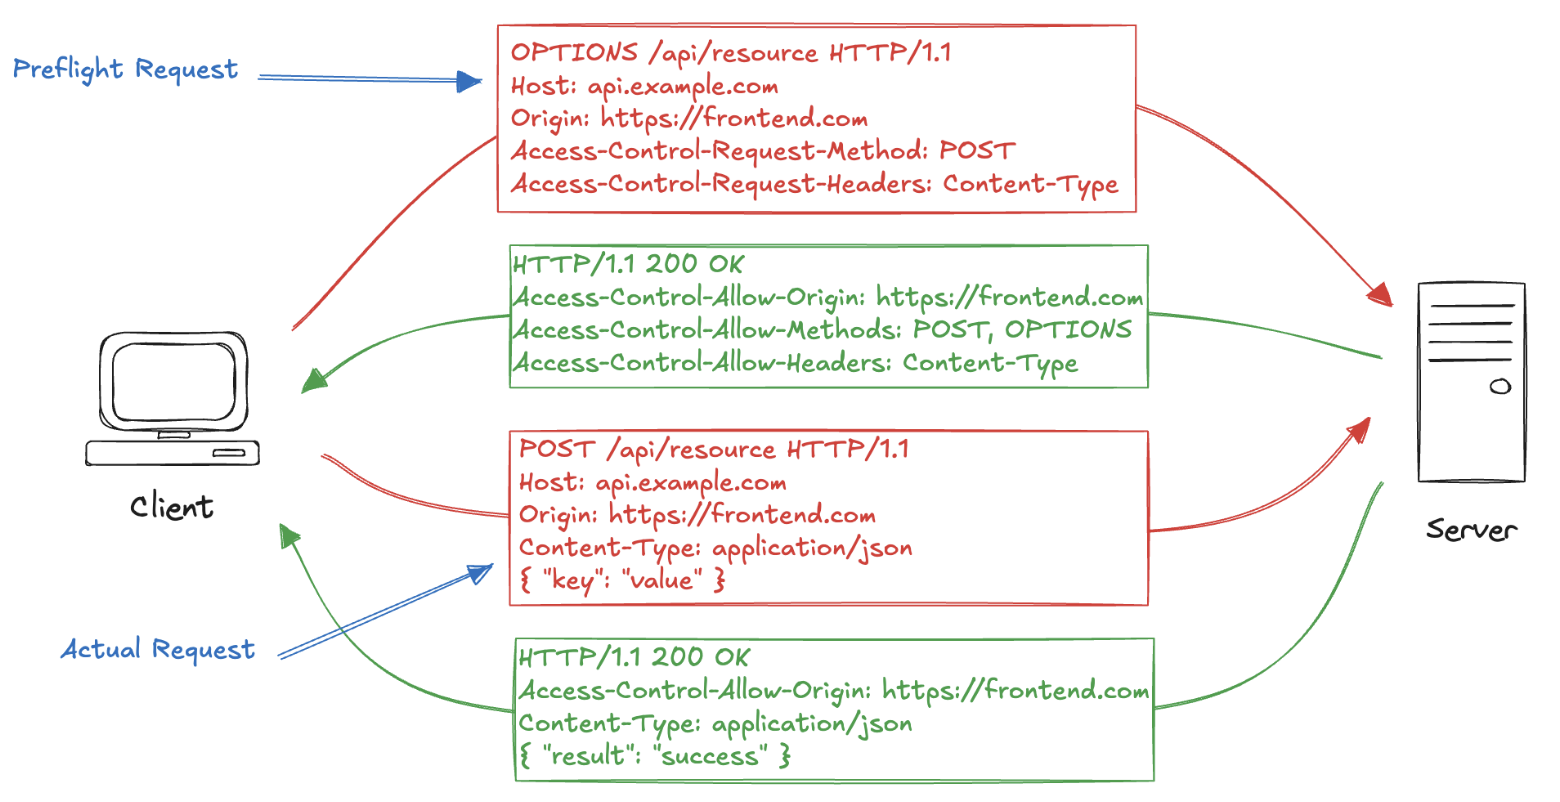 Preflight Request
OPTIONS /api/resource HTTP/1.1
Host: api.example.com
Origin: https://frontend.com
Access-Control-Request-Method: POST
Access-Control-Request-Headers: Content-Type
HTTP/1.1 200 OK
Access-Control-Allow-Origin: https://frontend.com
Access-Control-Allow-Methods: POST, OPTIONS
Access-Control-Allow-Headers: Content-Type
Client
Server
POST /api/resource HTTP/1.1
Host: api.example.com
Origin: https://frontend.com
Content-Type: application/json
{ "key": "value" }
Actual Request
HTTP/1.1 200 OK
Access-Control-Allow-Origin: https://frontend.com
Content-Type: application/json
{ "result": "success" }